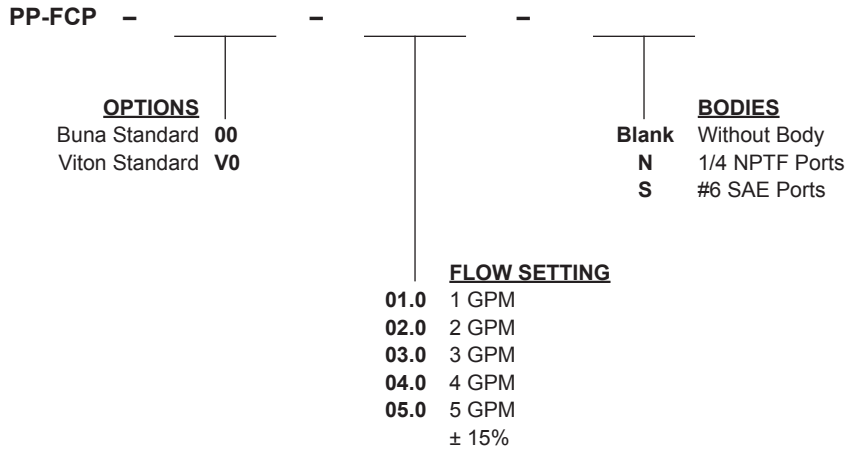 PP-FCP – – –
OPTIONS
Buna Standard 00
Viton Standard V0
BODIES
Blank Without Body
N 1/4 NPTF Ports
S #6 SAE Ports
FLOW SETTING
01.0 1 GPM
02.0 2 GPM
03.0 3 GPM
04.0 4 GPM
05.0 5 GPM
± 15%